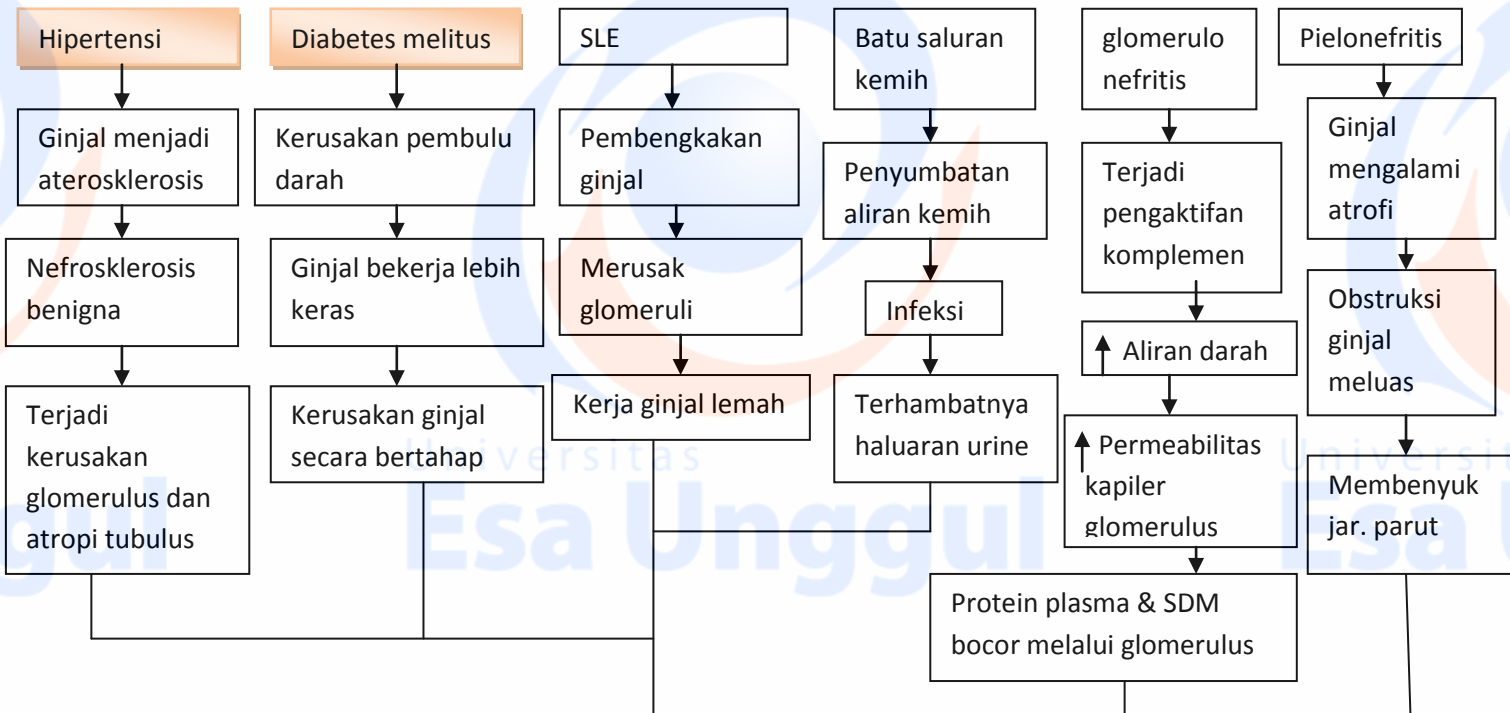 Hipertensi
Ginjal menjadi
aterosklerosis
Nefrosklerosis
benigna
Terjadi
kerusakan
glomerulus dan
atropi tubulus
Diabetes melitus
Kerusakan pembulu
darah
Ginjal bekerja lebih
keras
Kerusakan ginjal
secara bertahap
SLE
Pembengkakan
ginjal
Merusak
glomeruli
Kerja ginjal lemah
Batu saluran
kemih
Penyumbatan
aliran kemih
Infeksi
Terhambatnya
haluaran urine
glomerulo
nefritis
Terjadi
pengaktifan
komplemen
Aliran darah
Permeabilitas
kapiler
glomerulus
Protein plasma & SDM
bocor melalui glomerulus
Pielonefritis
Ginjal
mengalami
atrofi
Obstruksi
ginjal
meluas
Membenyuk
jar. parut
Universitas
Esa Unggul
ggul
Universit
Esa U